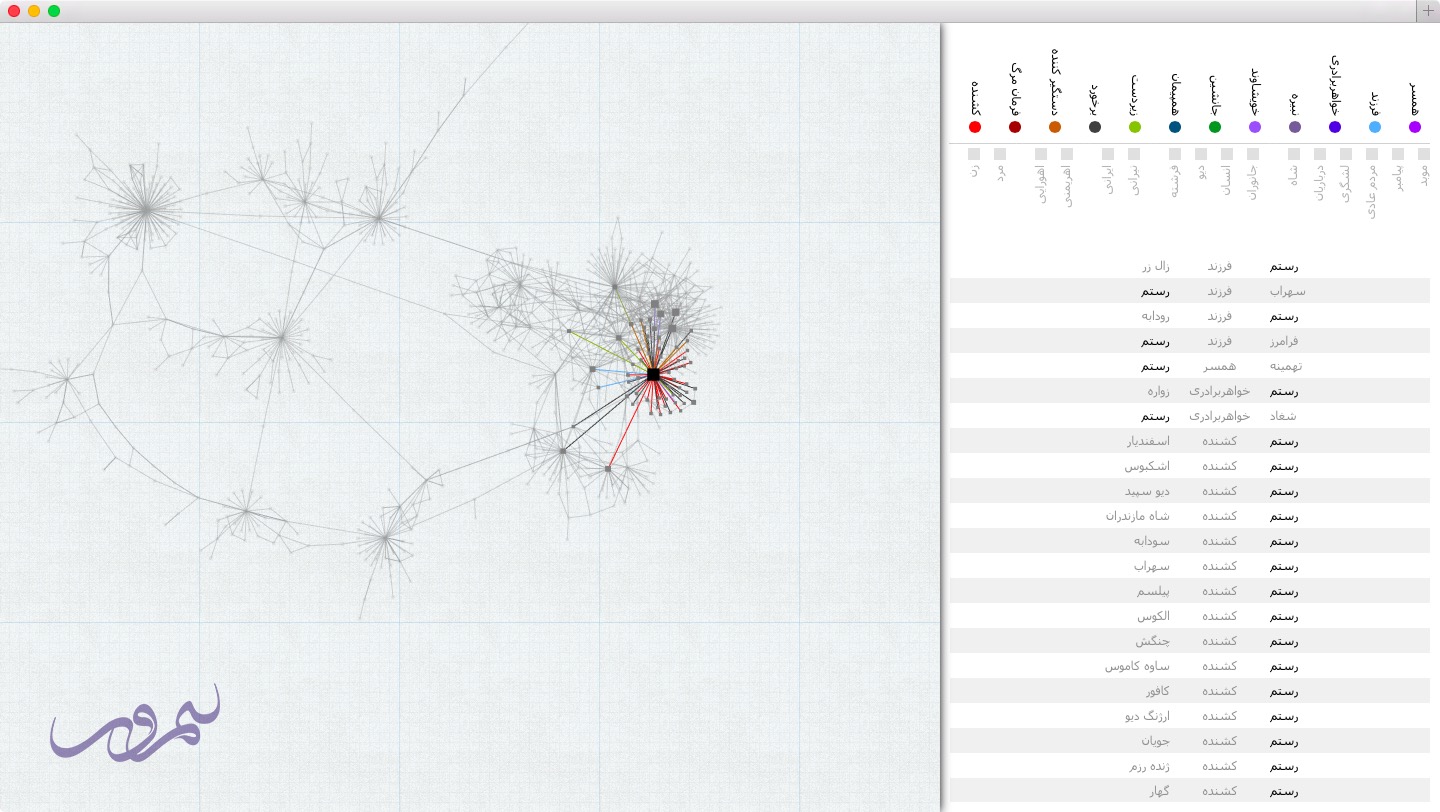 همسر
فرزند
خواهربرادری
نبیره
خویشاوند
جانشین
همپیمان
زیردست
برخورد
دستگیر کننده
فرمان مرگ
کشنده
موبد
پیامبر
مردم عادی
لشگری
درباریان
شاه
جانوران
انسان
دیو
فرشته
نیرانی
ایرانی
اهریمنی
اهورایی
مرد
زن
رستم فرزند زال زر
سهراب فرزند رستم
رستم فرزند رودابه
فرامرز فرزند رستم
تهمینه همسر رستم
رستم خواهربرادری زواره
شغاد خواهربرادری رستم
رستم کشنده اسفندیار
رستم کشنده اشکبوس
رستم کشنده دیو سپید
رستم کشنده شاه مازندران
رستم کشنده سودابه
رستم کشنده سهراب
رستم کشنده پیلسم
رستم کشنده الکوس
رستم کشنده چنگش
رستم کشنده ساوه کاموس
رستم کشنده کافور
رستم کشنده ارژنگ دیو
رستم کشنده جویان
رستم کشنده ژنده رزم
رستم کشنده گهار